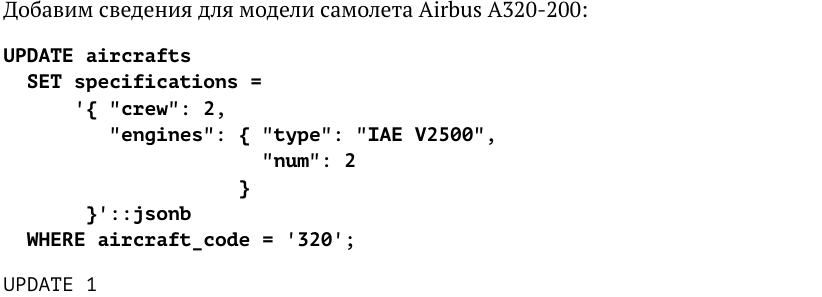 Добавим сведения для модели самолета Airbus A320-200:
UPDATE aircrafts
SET specifications =
'{ "crew": 2,
"engines": { "type": "IAE V2500",
"num": 2
}
}'::jsonb
WHERE aircraft_code = '320';
UPDATE 1